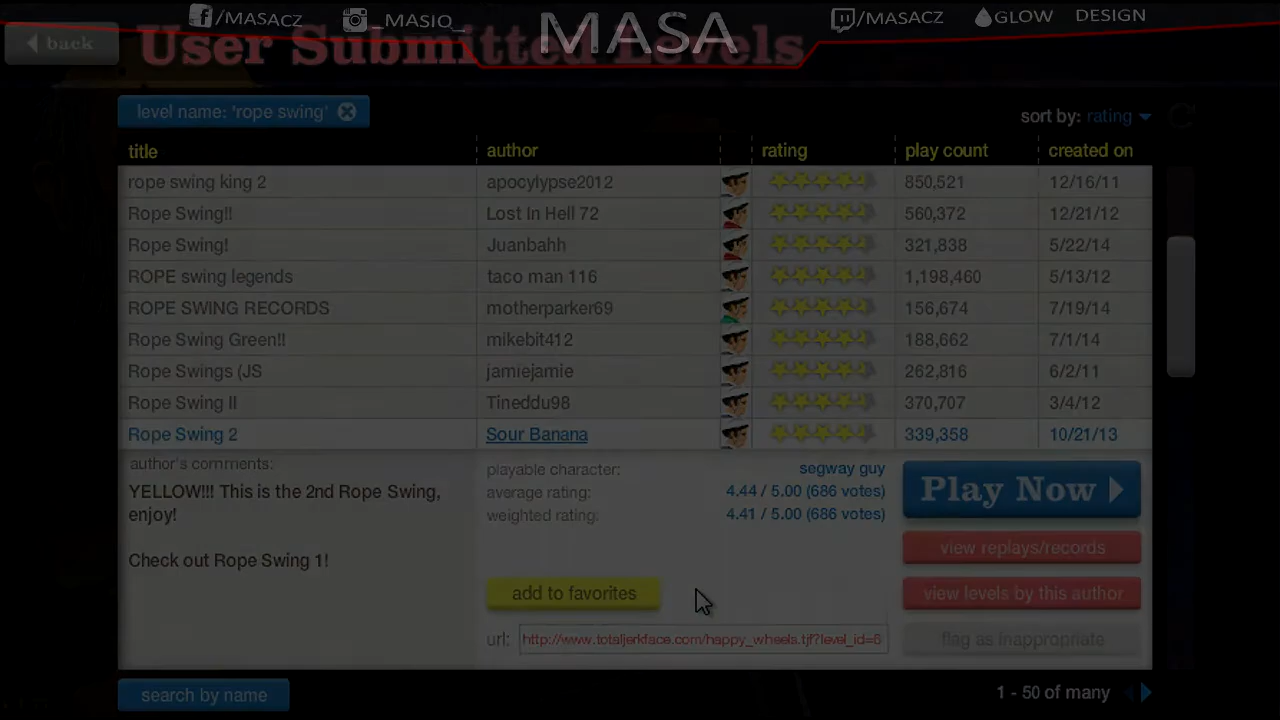 /MASACZ
_MASIO_
MASA
/MASACZ
GLOW DESIGN
back
User Submitted Levels
level name: 'rope swing'
sort by: rating
title author rating play count created on
rope swing king 2 apocylypse2012 850,521 12/16/11
Rope Swing!! Lost In Hell 72 560,372 12/21/12
Rope Swing! Juanbahh 321,838 5/22/14
ROPE swing legends taco man 116 1,198,460 5/13/12
ROPE SWING RECORDS motherparker69 156,674 7/19/14
Rope Swing Green!! mikebit412 188,662 7/1/14
Rope Swings (JS jamiejamie 262,816 6/2/11
Rope Swing II Tineddu98 370,707 3/4/12
Rope Swing 2 Sour Banana 339,358 10/21/13
author's comments:
YELLOW!!! This is the 2nd Rope Swing,
enjoy!
Check out Rope Swing 1!
playable character: segway guy
average rating: 4.44 / 5.00 (686 votes)
weighted rating: 4.41 / 5.00 (686 votes)
add to favorites
url: http://www.totaljerkface.com/happy_wheels.tjf?level_id=6
Play Now
view replays/records
view levels by this author
flag as inappropriate
search by name
1 - 50 of many